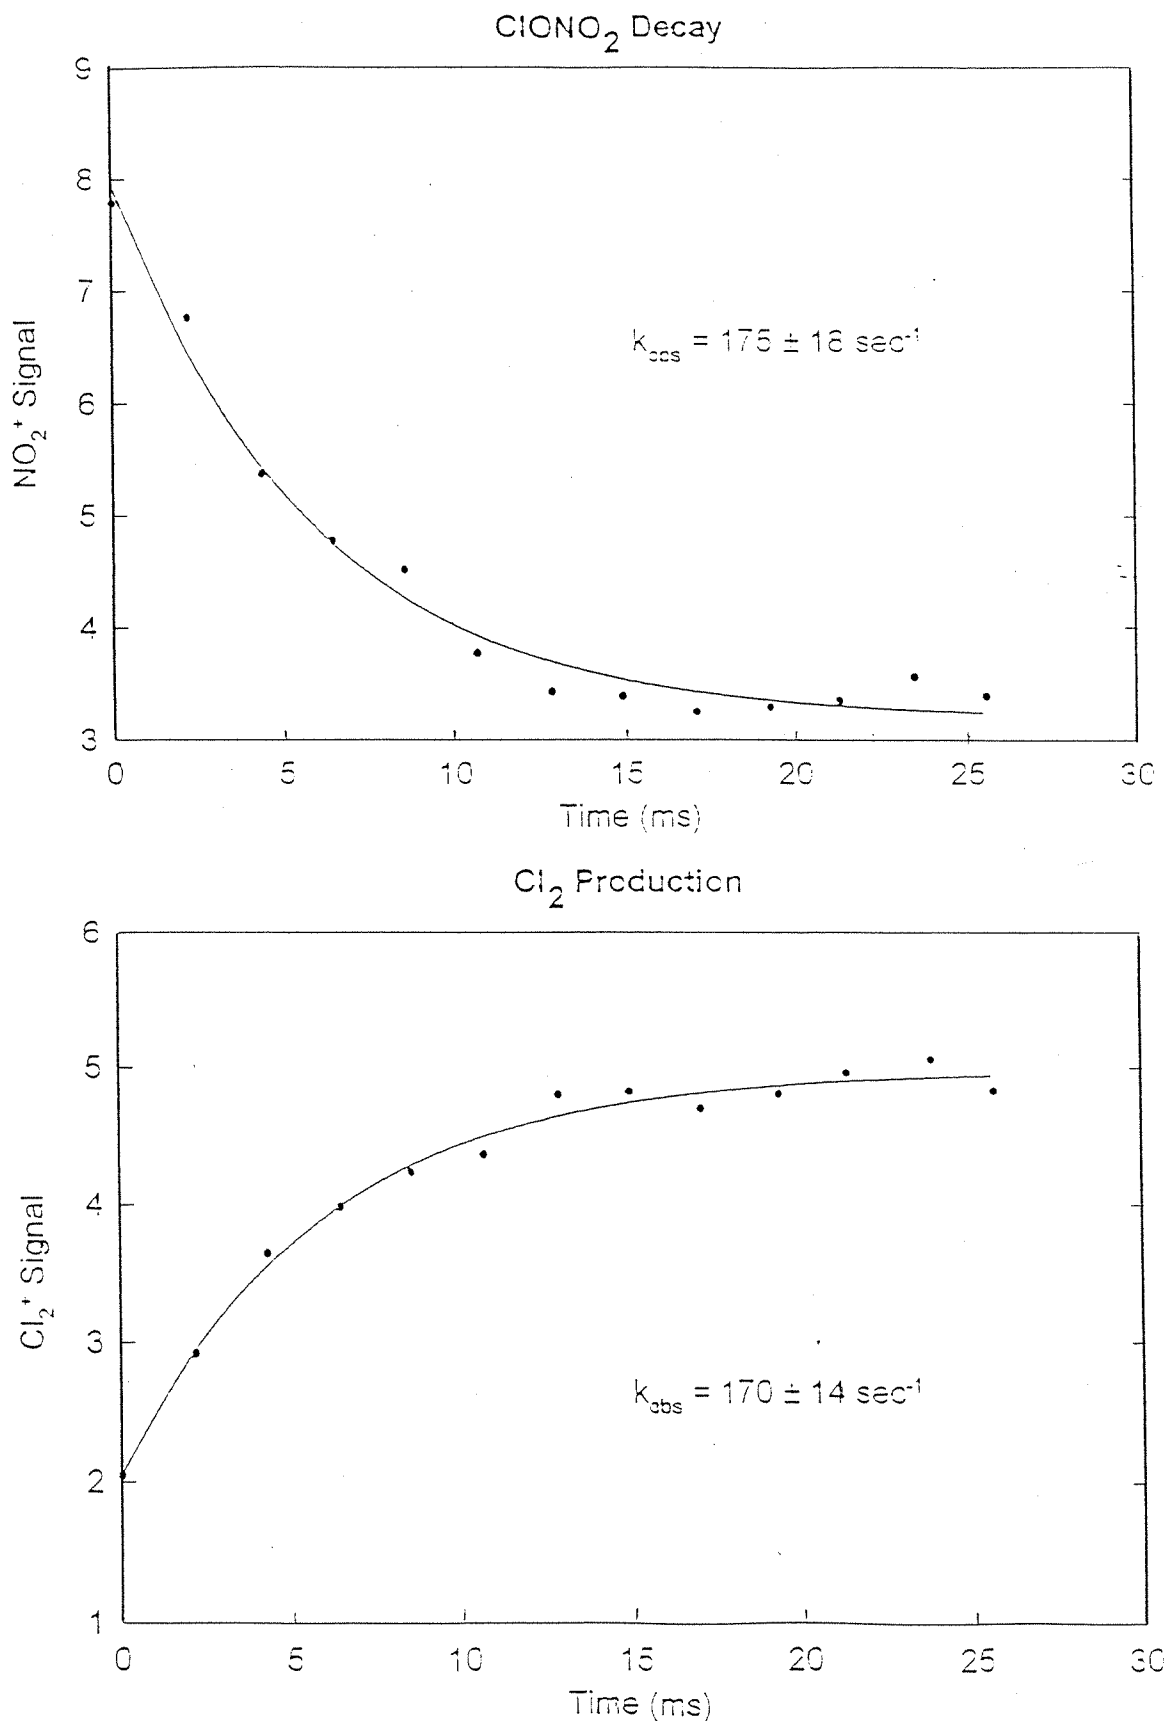 ClONO₂ Decay
9
8
7
6
5
4
3
NO₂⁺ Signal
k = 175 ± 18 sec⁻¹
0 5 10 15 20 25 30
Time (ms)
Cl₂ Production
6
5
4
3
2
1
Cl₂⁺ Signal
kobs = 170 ± 14 sec⁻¹
0 5 10 15 20 25 30
Time (ms)